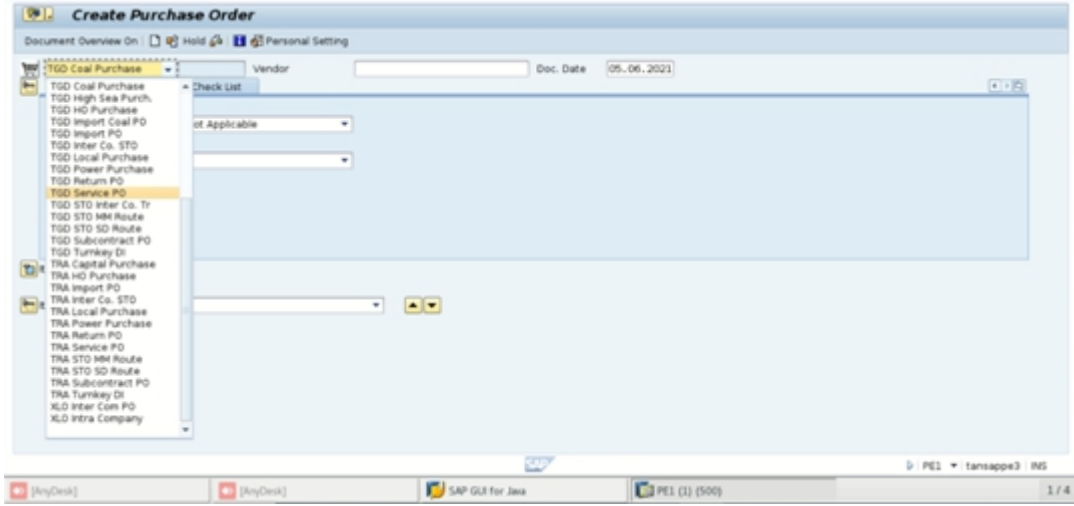 Create Purchase Order
Document Overview On Hold Personal Setting
TGD Coal Purchase Vendor Doc. Date 05.06.2021
Check List
ot Applicable
TGD Coal Purchase
TGD High Sea Purch.
TGD HO Purchase
TGD Import Coal PO
TGD Import PO
TGD Inter Co. STO
TGD Local Purchase
TGD Power Purchase
TGD Return PO
TGD Service PO
TGD STO Inter Co. Tr
TGD STO MM Route
TGD STO SD Route
TGD Subcontract PO
TGD Turnkey DI
TRA Capital Purchase
TRA HO Purchase
TRA Import PO
TRA Inter Co. STO
TRA Local Purchase
TRA Power Purchase
TRA Return PO
TRA Service PO
TRA STO MM Route
TRA STO SD Route
TRA Subcontract PO
TRA Turnkey DI
XLO Inter Com PO
XLO Intra Company
SAP
PE1 tansappe3 INS
[AnyDesk] [AnyDesk] SAP GUI for Java PE1 (1) (500) 1/4